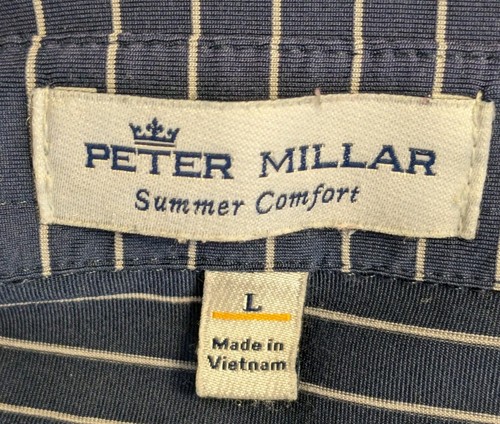 PETER MILLAR
Summer Comfort
L
Made in
Vietnam